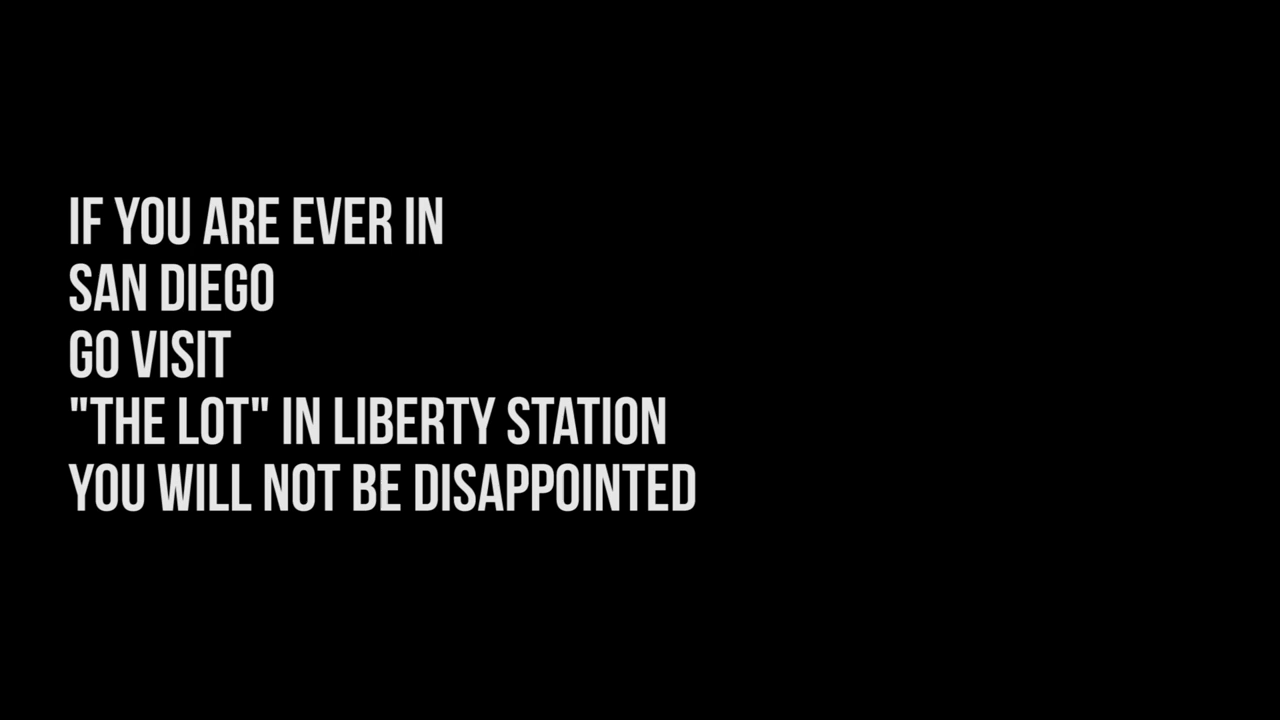 IF YOU ARE EVER IN
SAN DIEGO
GO VISIT
"THE LOT" IN LIBERTY STATION
YOU WILL NOT BE DISAPPOINTED